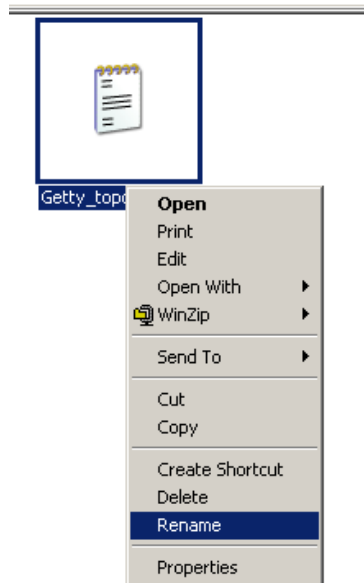 Getty_topo
Open
Print
Edit
Open With
WinZip
Send To
Cut
Copy
Create Shortcut
Delete
Rename
Properties